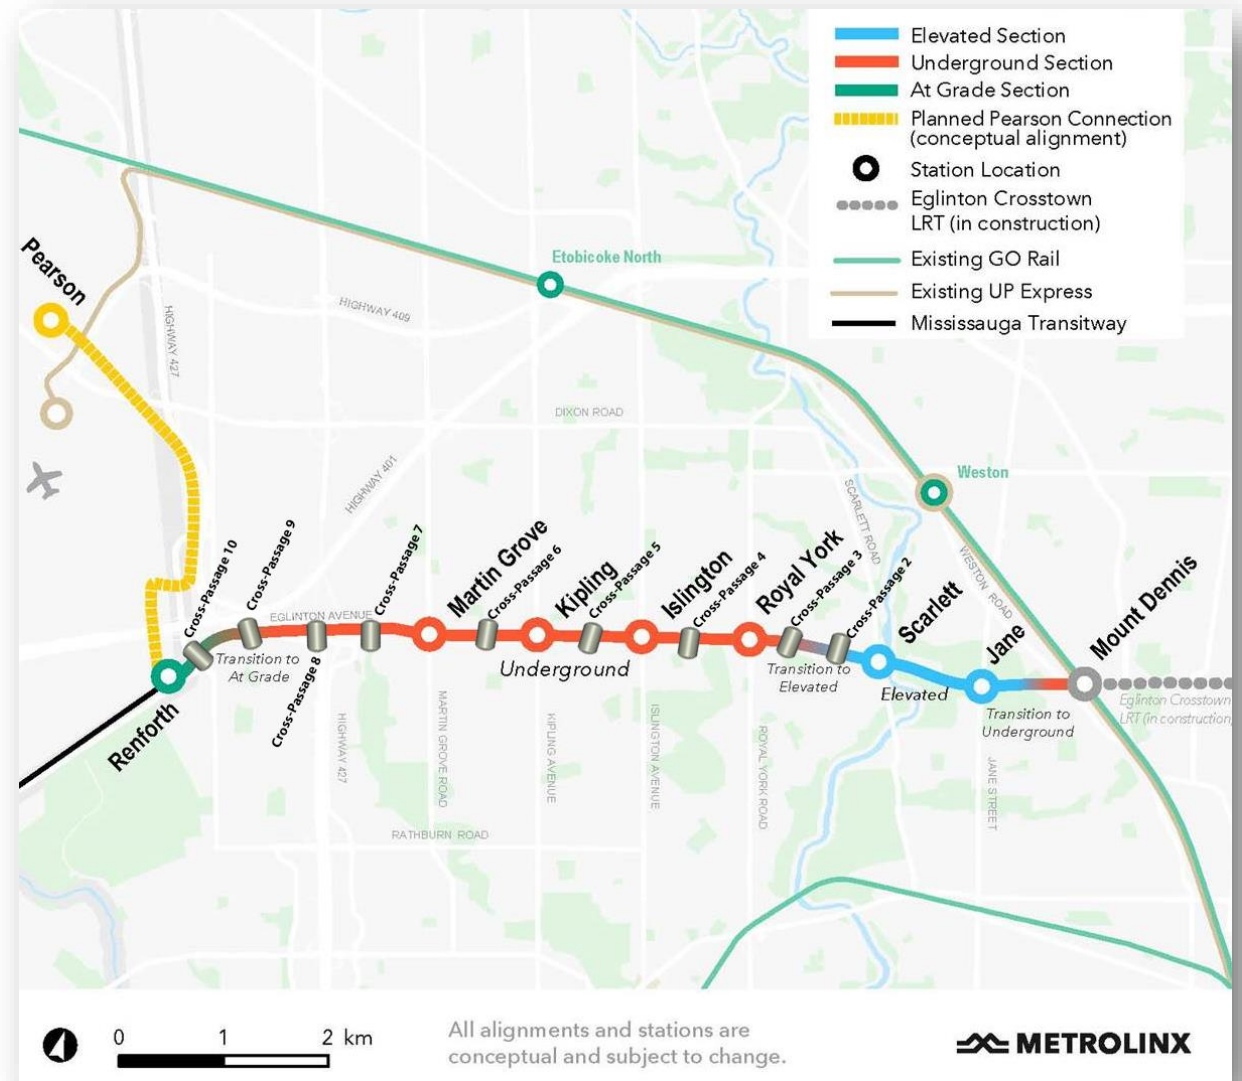 Elevated Section
Underground Section
At Grade Section
Planned Pearson Connection
(conceptual alignment)
Station Location
Eglinton Crosstown
LRT (in construction)
Existing GO Rail
Existing UP Express
Mississauga Transitway
Pearson
Etobicoke North
HIGHWAY 409
HIGHWAY 427
DIXON ROAD
HIGHWAY 401
Weston
SCARLETT ROAD
WESTON ROAD
Cross-Passage 10
Cross-Passage 9
Cross-Passage 7
Martin Grove
Cross-Passage 6
Kipling
Cross-Passage 5
Islington
Cross-Passage 4
Royal York
Cross-Passage 3
Cross-Passage 2
Scarlett
Jane
Mount Dennis
EGLINTON AVENUE
Transition to
At Grade
Cross-Passage 8
Underground
Transition to
Elevated
Elevated
Transition to
Underground
Eglinton Crosstown
LRT (in construction
Renforth
HIGHWAY 427
MARTIN GROVE ROAD
KIPLING AVENUE
ISLINGTON AVENUE
ROYAL YORK ROAD
JANE STREET
RATHBURN ROAD
0 1 2 km
All alignments and stations are
conceptual and subject to change.
METROLINX